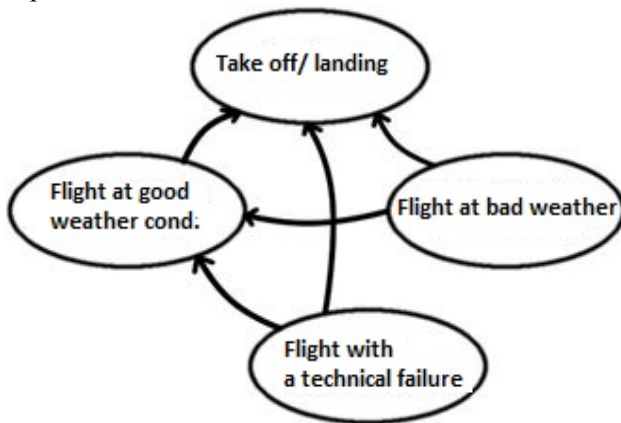 Take off/ landing
Flight at good
weather cond.
Flight at bad weather
Flight with
a technical failure